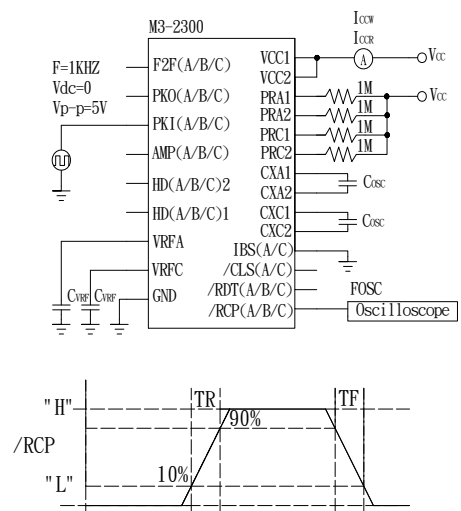 M3-2300
ICCW
ICCR
A
VCC
F=1KHZ
Vdc=0
Vp-p=5V
F2F(A/B/C)
PKO(A/B/C)
PKI(A/B/C)
AMP(A/B/C)
HD(A/B/C)2
HD(A/B/C)1
VRFA
VRFC
GND
CVRF
CVRF
VCC1
VCC2
PRA1
PRA2
PRC1
PRC2
CXA1
CXA2
CXC1
CXC2
IBS(A/C)
/CLS(A/C)
/RDT(A/B/C)
/RCP(A/B/C)
1M
1M
1M
1M
VCC
COSC
COSC
FOSC
Oscilloscope
"H"
TR
TF
90%
/RCP
10%
"L"